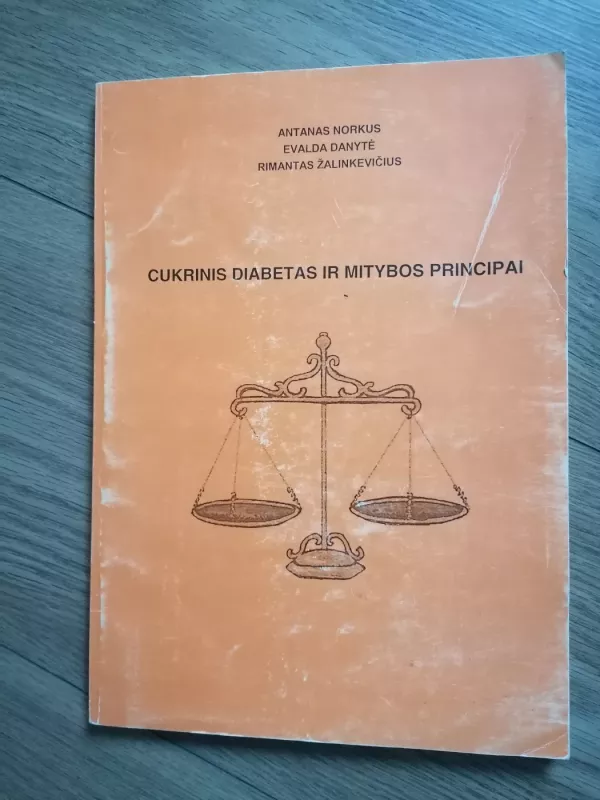 ANTANAS NORKUS
EVALDA DANYTĖ
RIMANTAS ŽALINKEVIČIUS
CUKRINIS DIABETAS IR MITYBOS PRINCIPAI